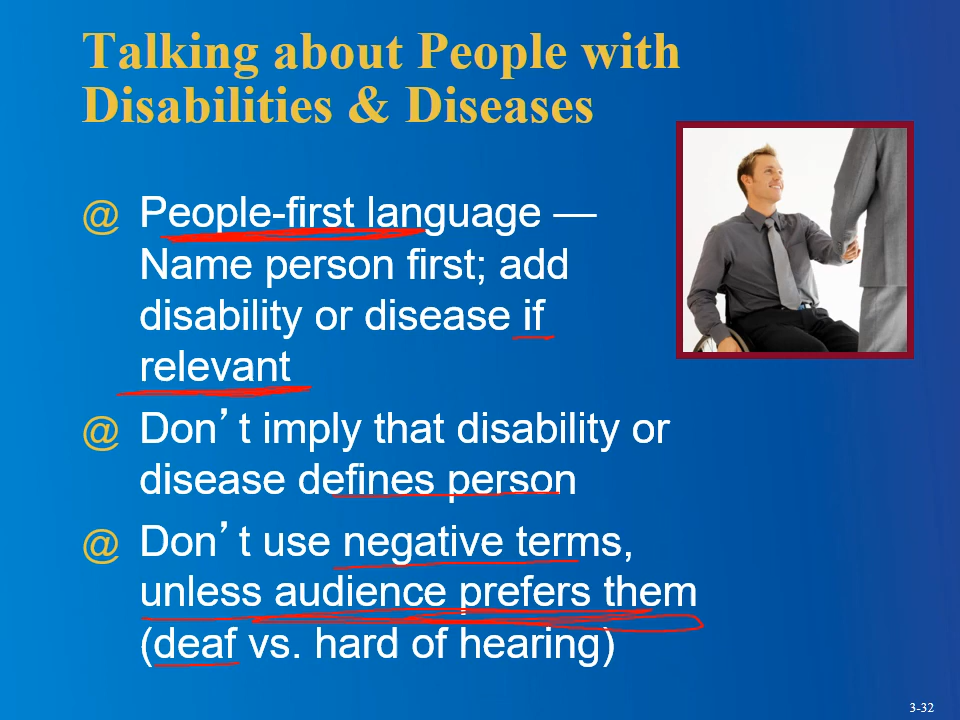 Talking about People with
Disabilities & Diseases
@ People-first language —
Name person first; add
disability or disease if
relevant
@ Don’t imply that disability or
disease defines person
@ Don’t use negative terms,
unless audience prefers them
(deaf vs. hard of hearing)
3-32